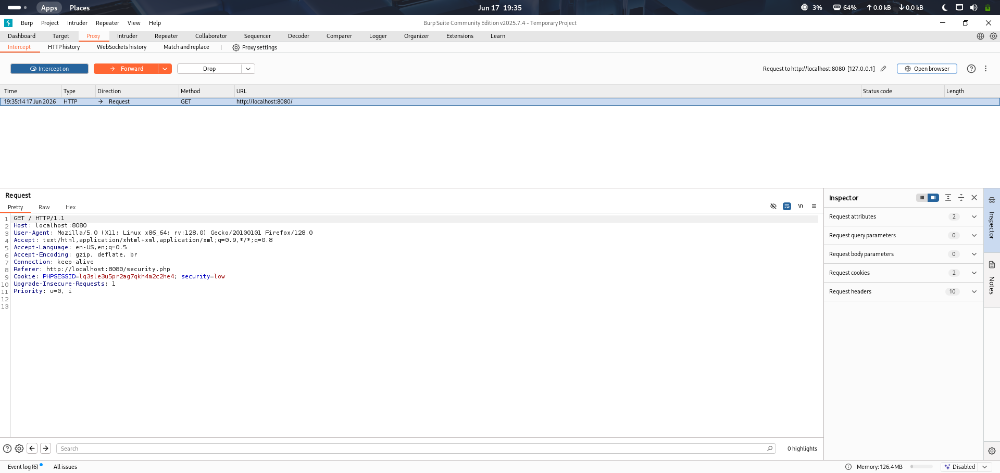 Apps Places Jun 17 19:35 3% 64% 0.0 kB 0.0 kB
Burp Project Intruder Repeater View Help Burp Suite Community Edition v2025.7.4 - Temporary Project
Dashboard Target Proxy Intruder Repeater Collaborator Sequencer Decoder Comparer Logger Organizer Extensions Learn
Intercept HTTP history WebSockets history Match and replace Proxy settings
Intercept on Forward Drop Request to http://localhost:8080 [127.0.0.1] Open browser
Time Type Direction Method URL Status code Length
19:35:14 17 Jun 2026 HTTP Request GET http://localhost:8080/
Request
Pretty Raw Hex \n
1 GET / HTTP/1.1
2 Host: localhost:8080
3 User-Agent: Mozilla/5.0 (X11; Linux x86_64; rv:128.0) Gecko/20100101 Firefox/128.0
4 Accept: text/html,application/xhtml+xml,application/xml;q=0.9,*/*;q=0.8
5 Accept-Language: en-US,en;q=0.5
6 Accept-Encoding: gzip, deflate, br
7 Connection: keep-alive
8 Referer: http://localhost:8080/security.php
9 Cookie: PHPSESSID=lq3sle3u5pr2ag7qkh4m2c2he4; security=low
10 Upgrade-Insecure-Requests: 1
11 Priority: u=0, i
12
13
Inspector
Request attributes 2
Request query parameters 0
Request body parameters 0
Request cookies 2
Request headers 10
Inspector
Notes
Search 0 highlights
Event log (6) All issues Memory: 126.4MB Disabled